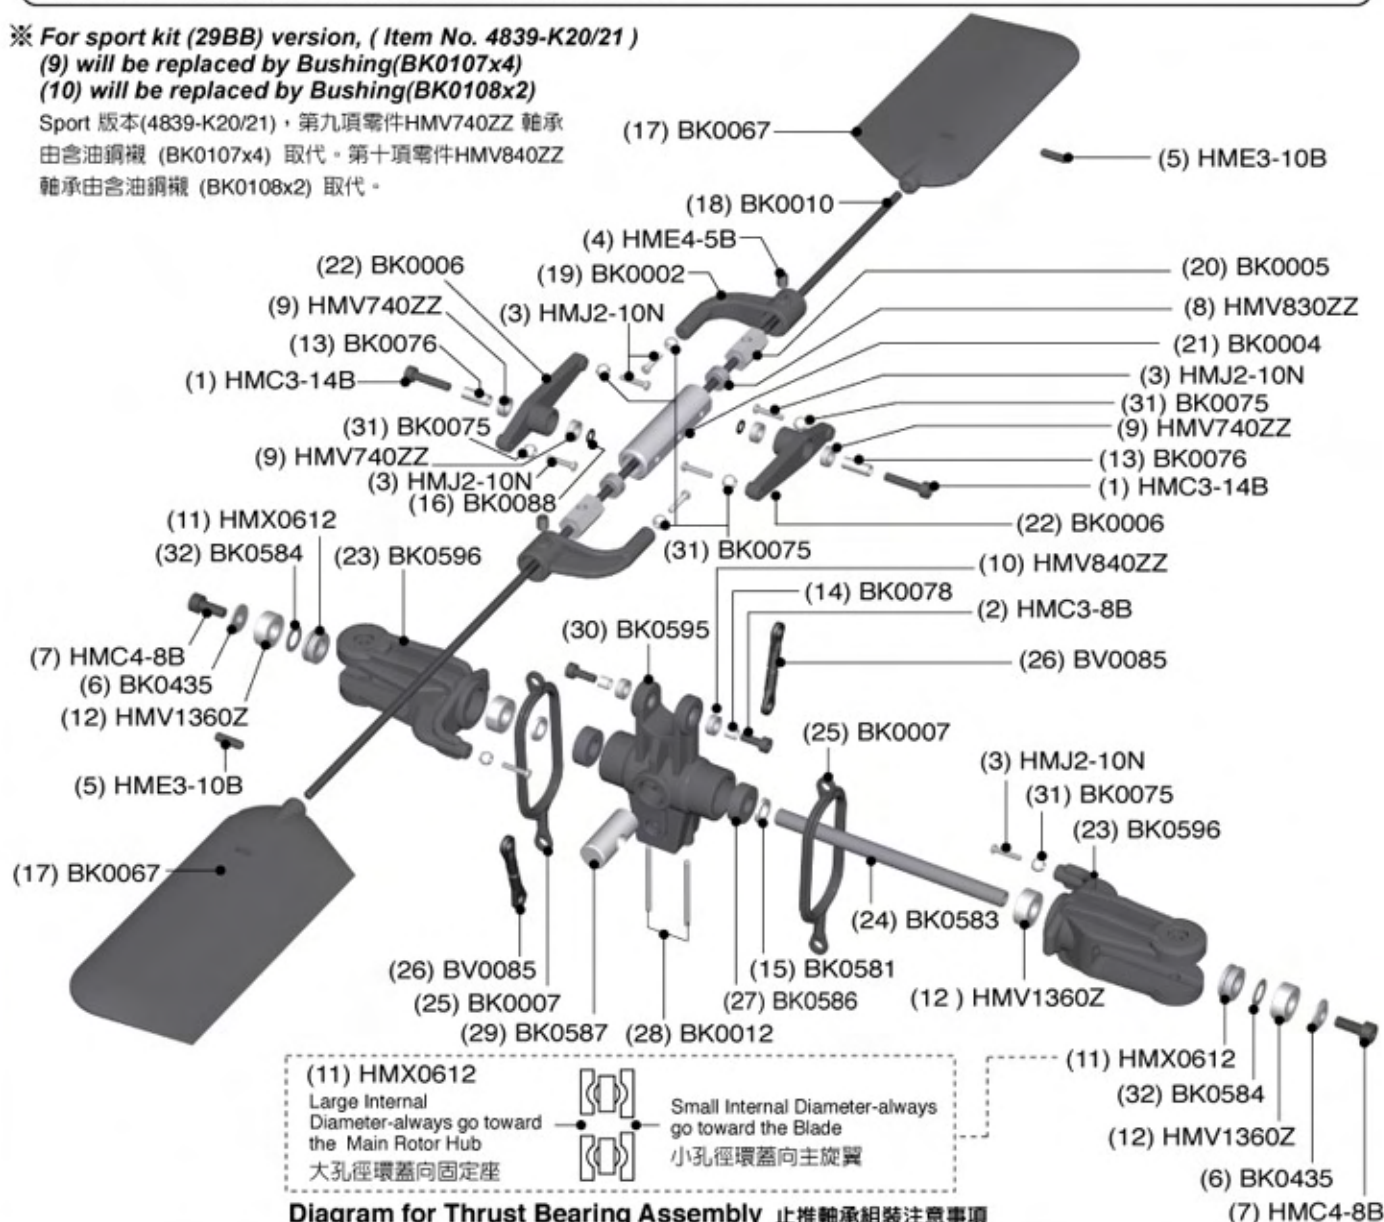 ※ For sport kit (29BB) version, ( Item No. 4839-K20/21 )
(9) will be replaced by Bushing(BK0107x4)
(10) will be replaced by Bushing(BK0108x2)
Sport 版本(4839-K20/21)，第九項零件HMV740ZZ 軸承
由含油銅襯 (BK0107x4) 取代。第十項零件HMV840ZZ
軸承由含油銅襯 (BK0108x2) 取代。
(17) BK0067
(5) HME3-10B
(18) BK0010
(4) HME4-5B
(22) BK0006
(19) BK0002
(20) BK0005
(9) HMV740ZZ
(3) HMJ2-10N
(8) HMV830ZZ
(13) BK0076
(21) BK0004
(1) HMC3-14B
(3) HMJ2-10N
(31) BK0075
(31) BK0075
(9) HMV740ZZ
(9) HMV740ZZ
(3) HMJ2-10N
(13) BK0076
(16) BK0088
(1) HMC3-14B
(11) HMX0612
(22) BK0006
(32) BK0584
(23) BK0596
(31) BK0075
(10) HMV840ZZ
(14) BK0078
(2) HMC3-8B
(30) BK0595
(7) HMC4-8B
(26) BV0085
(6) BK0435
(12) HMV1360Z
(25) BK0007
(3) HMJ2-10N
(5) HME3-10B
(31) BK0075
(23) BK0596
(17) BK0067
(24) BK0583
(26) BV0085
(15) BK0581
(25) BK0007
(27) BK0586
(12 ) HMV1360Z
(29) BK0587
(28) BK0012
(11) HMX0612
(11) HMX0612
Large Internal
Diameter-always go toward
the Main Rotor Hub
大孔徑環蓋向固定座
Small Internal Diameter-always
go toward the Blade
小孔徑環蓋向主旋翼
(32) BK0584
(12) HMV1360Z
(6) BK0435
(7) HMC4-8B
Diagram for Thrust Bearing Assembly 止推軸承組裝注意事項